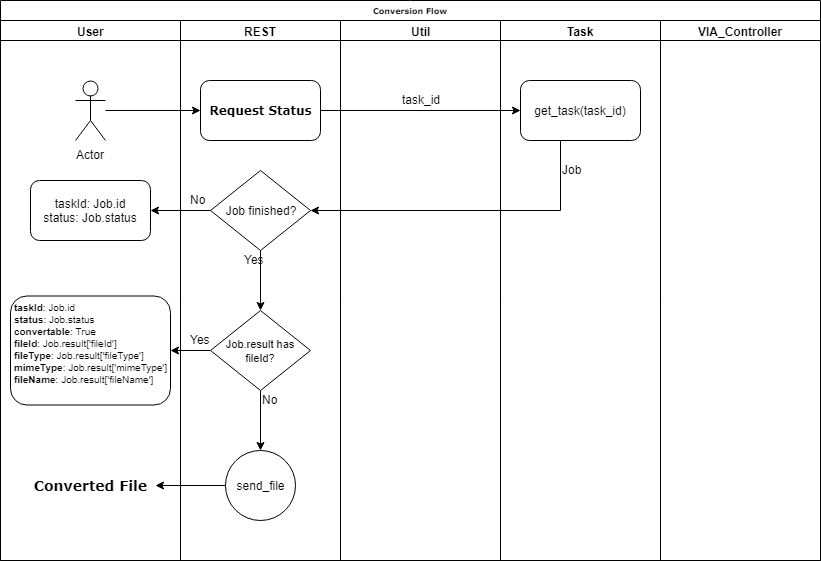 Conversion Flow
User
REST
Util
Task
VIA_Controller
Actor
Request Status
task_id
get_task(task_id)
Job
taskId: Job.id
status: Job.status
No
Job finished?
Yes
taskId: Job.id
status: Job.status
convertable: True
fileId: Job.result['fileId']
fileType: Job.result['fileType']
mimeType: Job.result['mimeType']
fileName: Job.result['fileName']
Yes
Job.result has
fileId?
No
Converted File
send_file